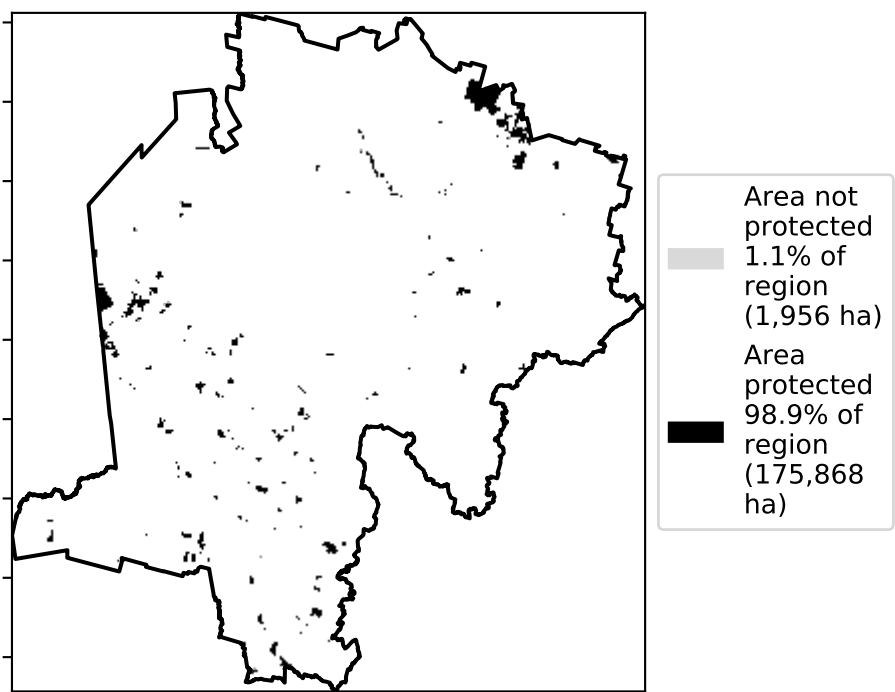 Area not
protected
1.1% of
region
(1,956 ha)
Area
protected
98.9% of
region
(175,868
ha)